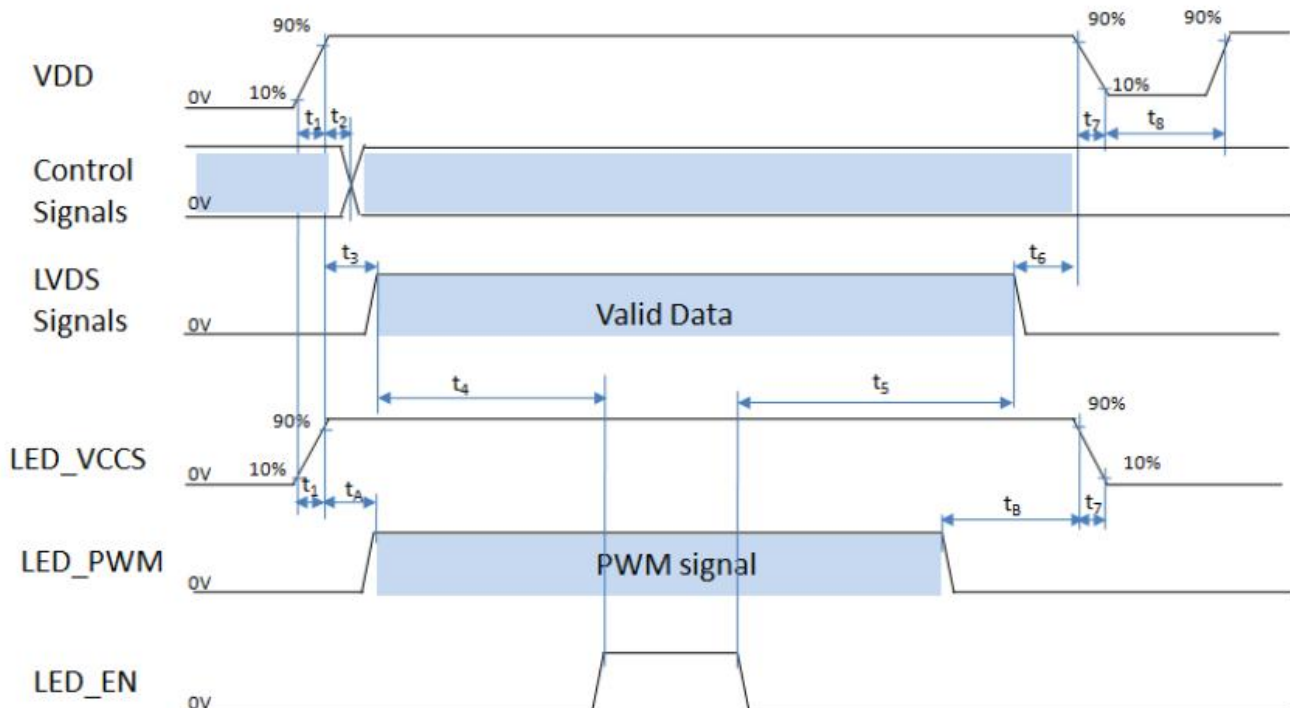 90% 90% 90%
VDD
0V 10% 10%
t1 t2 t7 t8
Control
Signals
0V
t3 t6
LVDS
Signals
Valid Data
0V
t4 t5
90% 90%
LED_VCCS
0V 10% 10%
t1 tA tB t7
LED_PWM
PWM signal
0V
LED_EN
0V